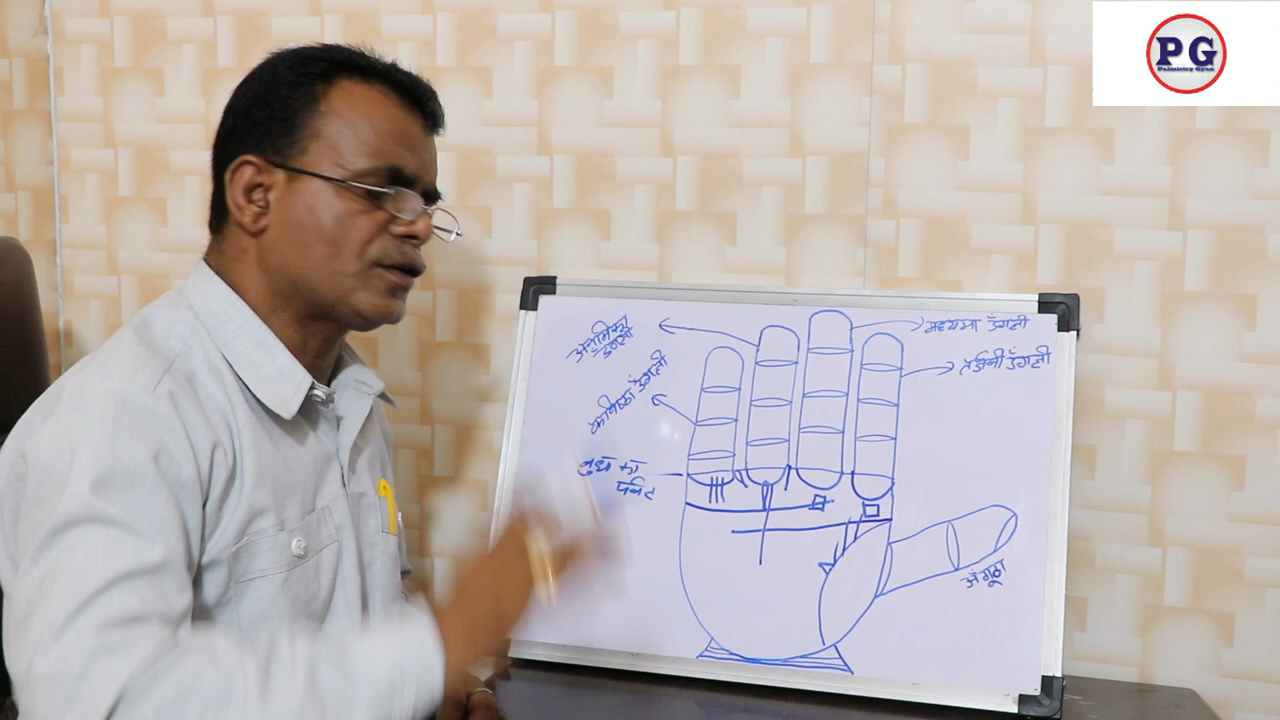 PG
Palmistry Gyan
अनामिका
उंगली
मध्यमा उँगली
तर्जनी उँगली
कनिष्ठा उँगली
बुध का
पर्वत
अंगूठा